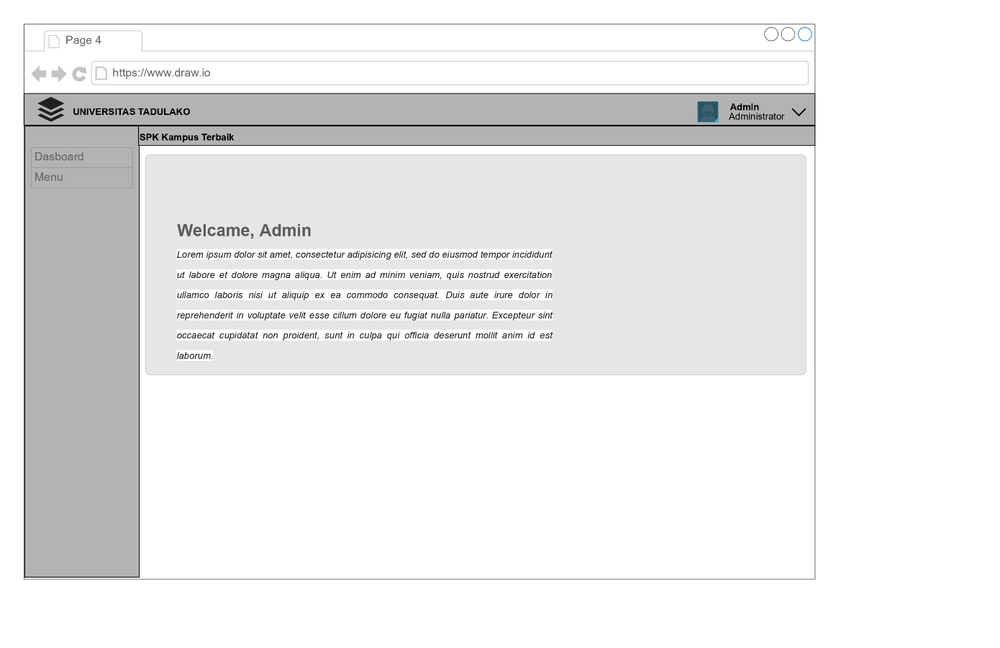 Page 4
https://www.draw.io
UNIVERSITAS TADULAKO
Admin
Administrator
SPK Kampus Terbaik
Dasboard
Menu
Welcame, Admin
Lorem ipsum dolor sit amet, consectetur adipisicing elit, sed do eiusmod tempor incididunt
ut labore et dolore magna aliqua. Ut enim ad minim veniam, quis nostrud exercitation
ullamco laboris nisi ut aliquip ex ea commodo consequat. Duis aute irure dolor in
reprehenderit in voluptate velit esse cillum dolore eu fugiat nulla pariatur. Excepteur sint
occaecat cupidatat non proident, sunt in culpa qui officia deserunt mollit anim id est
laborum.